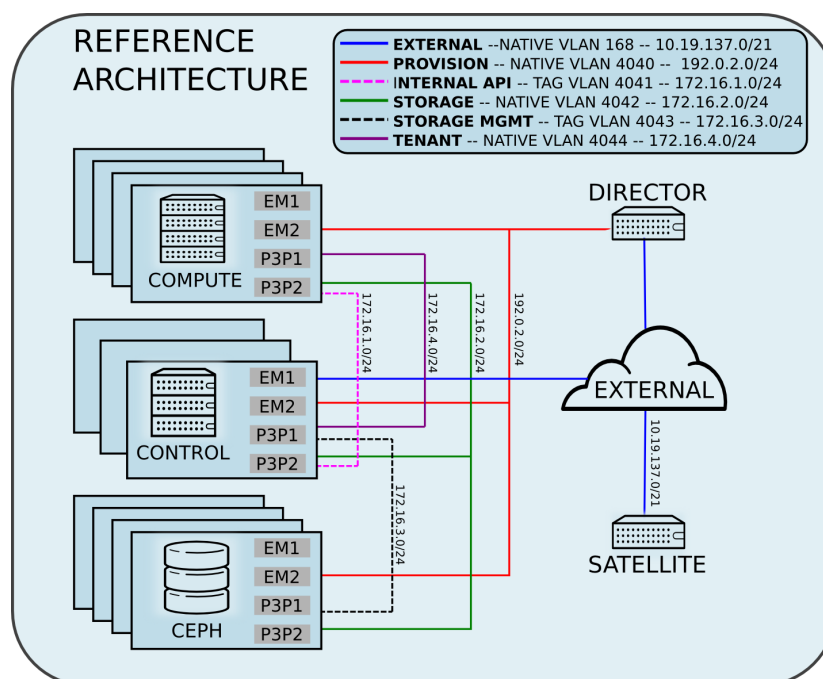 REFERENCE
ARCHITECTURE
EXTERNAL --NATIVE VLAN 168 -- 10.19.137.0/21
PROVISION -- NATIVE VLAN 4040 -- 192.0.2.0/24
INTERNAL API -- TAG VLAN 4041 -- 172.16.1.0/24
STORAGE -- NATIVE VLAN 4042 -- 172.16.2.0/24
STORAGE MGMT -- TAG VLAN 4043 -- 172.16.3.0/24
TENANT -- NATIVE VLAN 4044 -- 172.16.4.0/24
EM1
EM2
P3P1
P3P2
COMPUTE
DIRECTOR
172.16.1.0/24
172.16.4.0/24
172.16.2.0/24
192.0.2.0/24
EM1
EM2
P3P1
P3P2
CONTROL
EXTERNAL
172.16.3.0/24
10.19.137.0/21
EM1
EM2
P3P1
P3P2
CEPH
SATELLITE